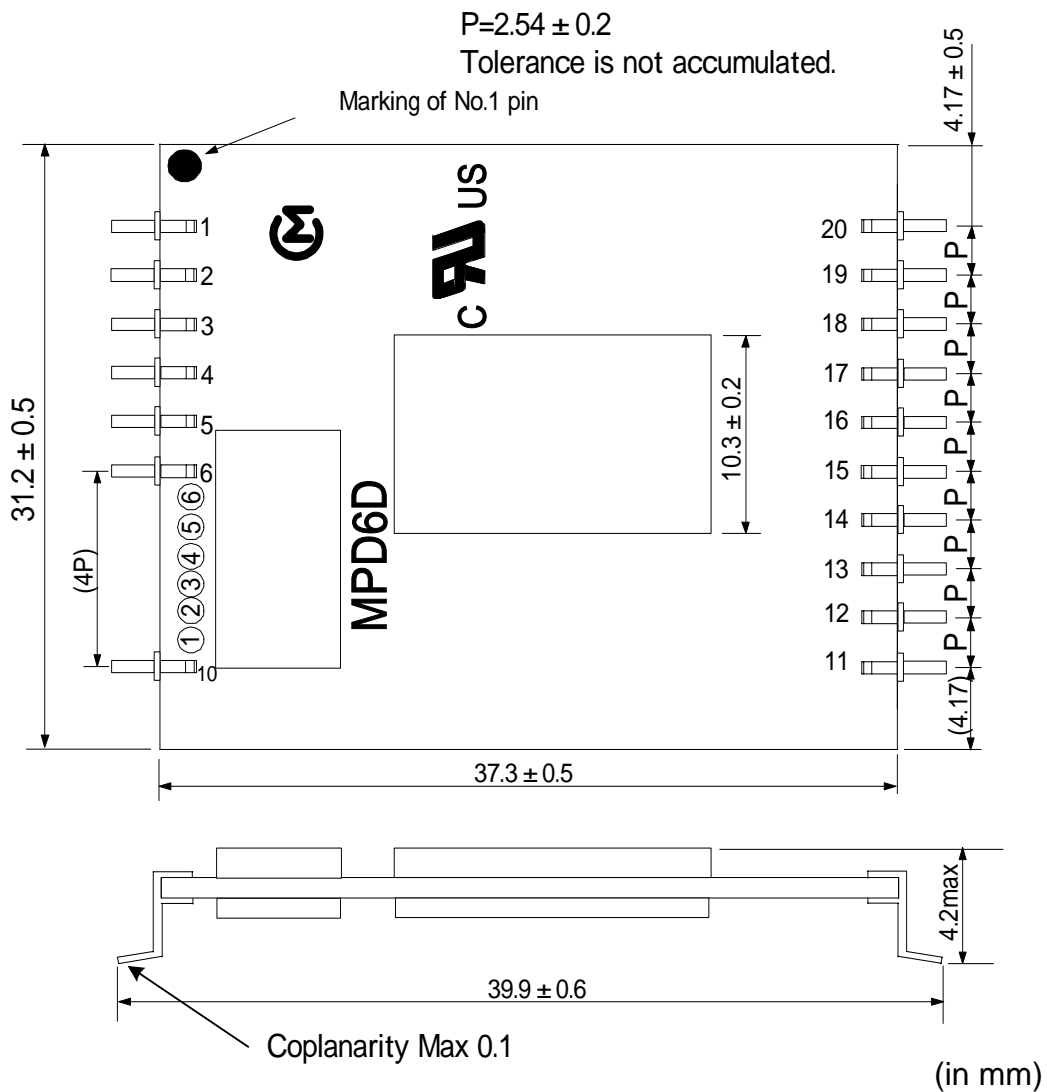 P=2.54 ± 0.2
Tolerance is not accumulated.
Marking of No.1 pin
4.17 ± 0.5
C US
1
2
3
4
5
6
10
20
19
18
17
16
15
14
13
12
11
P
P
P
P
P
P
P
P
P
(4.17)
31.2 ± 0.5
(4P)
⑥
⑤
④
③
②
①
MPD6D
10.3 ± 0.2
37.3 ± 0.5
4.2max
39.9 ± 0.6
Coplanarity Max 0.1
(in mm)